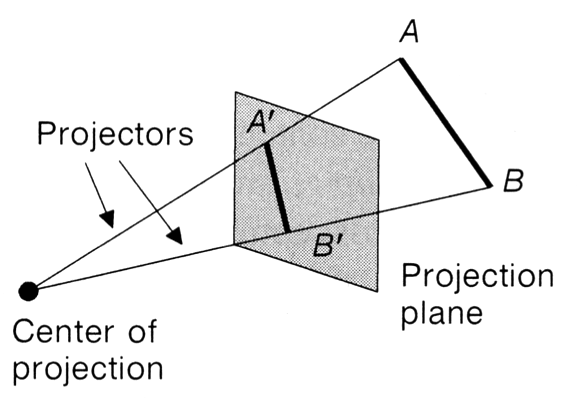 A
A′
Projectors
B
B′
Projection
plane
Center of
projection